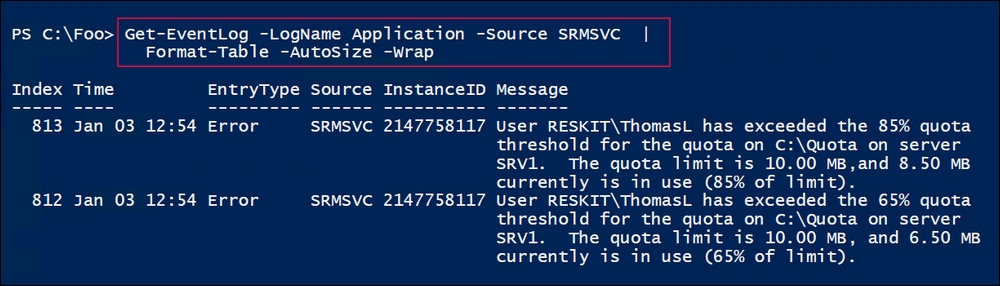 PS C:\Foo> Get-EventLog -LogName Application -Source SRMSVC |
Format-Table -AutoSize -Wrap
Index Time EntryType Source InstanceID Message
----- ---- --------- ------ ---------- -------
813 Jan 03 12:54 Error SRMSVC 2147758117 User RESKIT\ThomasL has exceeded the 85% quota
threshold for the quota on C:\Quota on server
SRV1. The quota limit is 10.00 MB,and 8.50 MB
currently is in use (85% of limit).
812 Jan 03 12:54 Error SRMSVC 2147758117 User RESKIT\ThomasL has exceeded the 65% quota
threshold for the quota on C:\Quota on server
SRV1. The quota limit is 10.00 MB, and 6.50 MB
currently is in use (65% of limit).